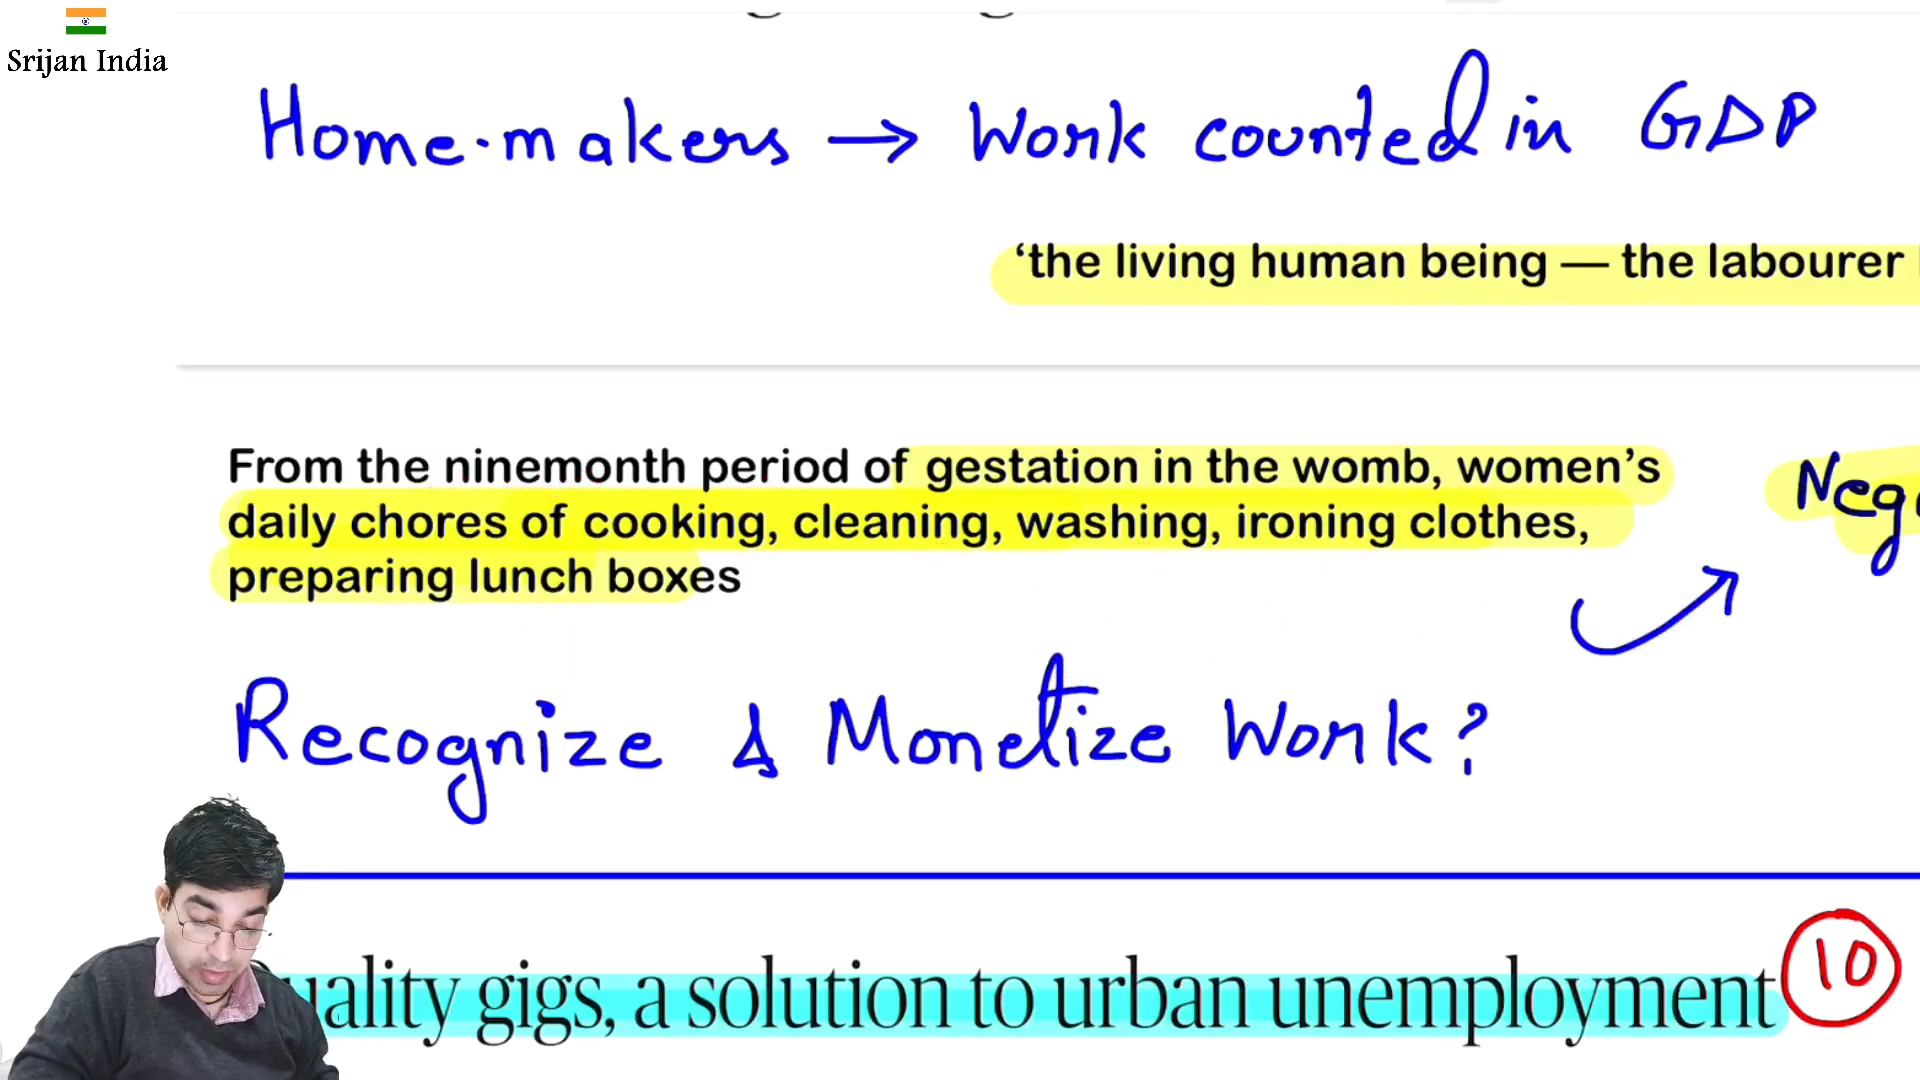 Srijan India
Home-makers → Work counted in GDP
‘the living human being — the labourer
From the ninemonth period of gestation in the womb, women’s
daily chores of cooking, cleaning, washing, ironing clothes,
preparing lunch boxes
Recognize & Monetize Work?
gigs, a solution to urban unemployment
10